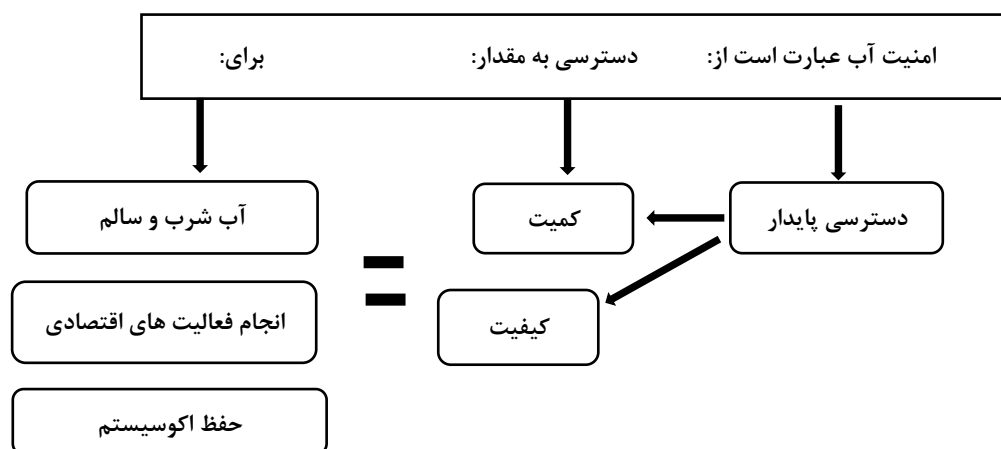 امنیت آب عبارت است از: دسترسی به مقدار: برای:
دسترسی پایدار
کمیت
کیفیت
=
آب شرب و سالم
انجام فعالیت های اقتصادی
حفظ اکوسیستم